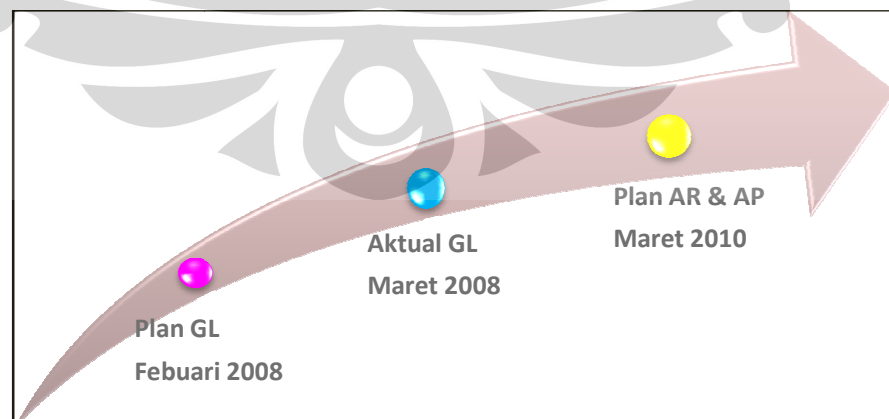 Plan GL
Febuari 2008
Aktual GL
Maret 2008
Plan AR & AP
Maret 2010